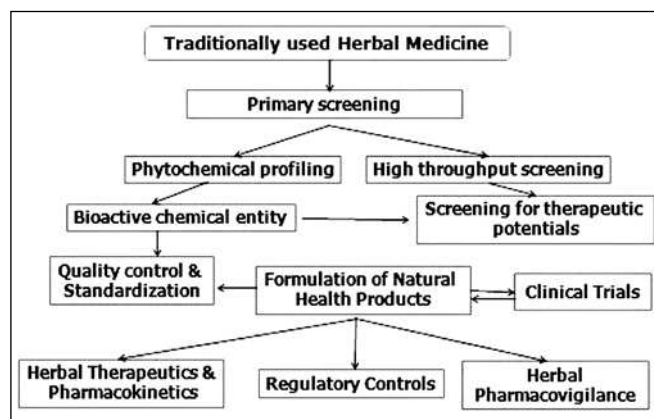 Traditionally used Herbal Medicine
Primary screening
Phytochemical profiling
High throughput screening
Bioactive chemical entity
Screening for therapeutic
potentials
Quality control &
Standardization
Formulation of Natural
Health Products
Clinical Trials
Herbal Therapeutics &
Pharmacokinetics
Regulatory Controls
Herbal
Pharmacovigilance